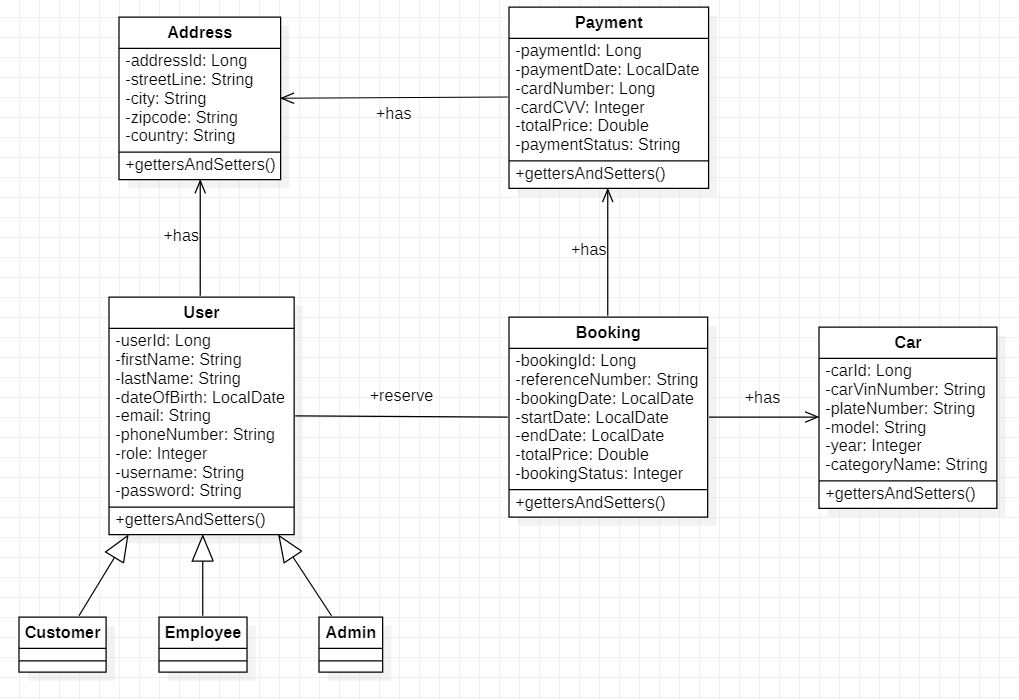 Address
-addressId: Long
-streetLine: String
-city: String
-zipcode: String
-country: String
+gettersAndSetters()
Payment
-paymentId: Long
-paymentDate: LocalDate
-cardNumber: Long
-cardCVV: Integer
-totalPrice: Double
-paymentStatus: String
+gettersAndSetters()
+has
+has
+has
User
-userId: Long
-firstName: String
-lastName: String
-dateOfBirth: LocalDate
-email: String
-phoneNumber: String
-role: Integer
-username: String
-password: String
+gettersAndSetters()
+reserve
Booking
-bookingId: Long
-referenceNumber: String
-bookingDate: LocalDate
-startDate: LocalDate
-endDate: LocalDate
-totalPrice: Double
-bookingStatus: Integer
+gettersAndSetters()
+has
Car
-carId: Long
-carVinNumber: String
-plateNumber: String
-model: String
-year: Integer
-categoryName: String
+gettersAndSetters()
Customer
Employee
Admin